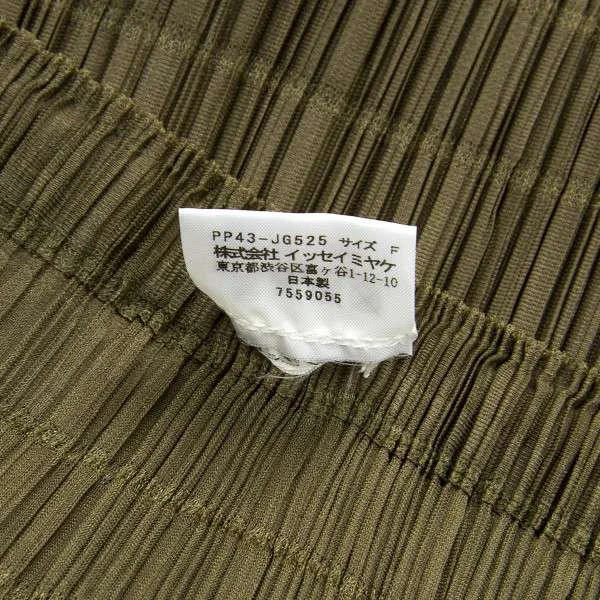 PP43-JG525 サイズ F
株式会社 イッセイミヤケ
東京都渋谷区富ヶ谷1-12-10
日本製
7559055